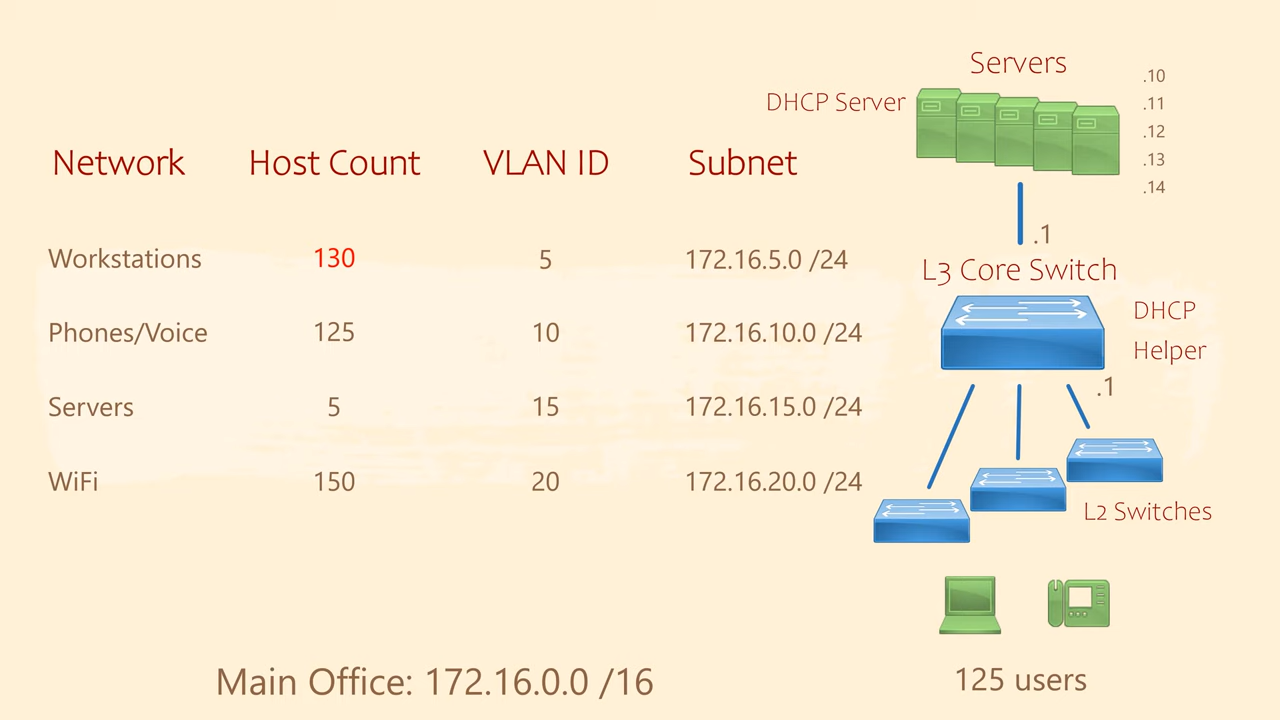 Servers
DHCP Server
.10
.11
.12
.13
.14
Network Host Count VLAN ID Subnet
.1
Workstations 130 5 172.16.5.0 /24
L3 Core Switch
DHCP
Helper
Phones/Voice 125 10 172.16.10.0 /24
.1
Servers 5 15 172.16.15.0 /24
WiFi 150 20 172.16.20.0 /24
L2 Switches
Main Office: 172.16.0.0 /16
125 users